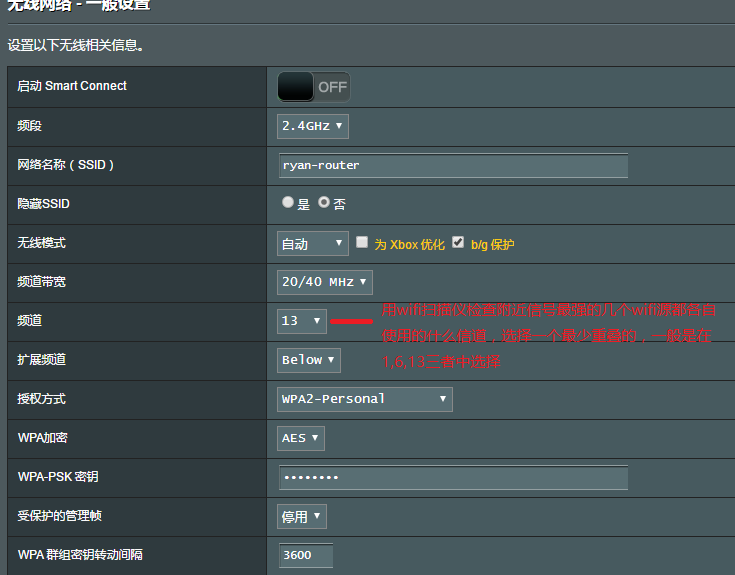 无线网络 - 一般设置
设置以下无线相关信息。
启动 Smart Connect OFF
频段 2.4GHz
网络名称（SSID） ryan-router
隐藏SSID 是 否
无线模式 自动 为 Xbox 优化 b/g 保护
频道带宽 20/40 MHz
频道 13
用wifi扫描仪检查附近信号最强的几个wifi源都各自
使用的什么信道，选择一个最少重叠的，一般是在
1,6,13三者中选择
扩展频道 Below
授权方式 WPA2-Personal
WPA加密 AES
WPA-PSK 密钥 ••••••••
受保护的管理帧 停用
WPA 群组密钥转动间隔 3600